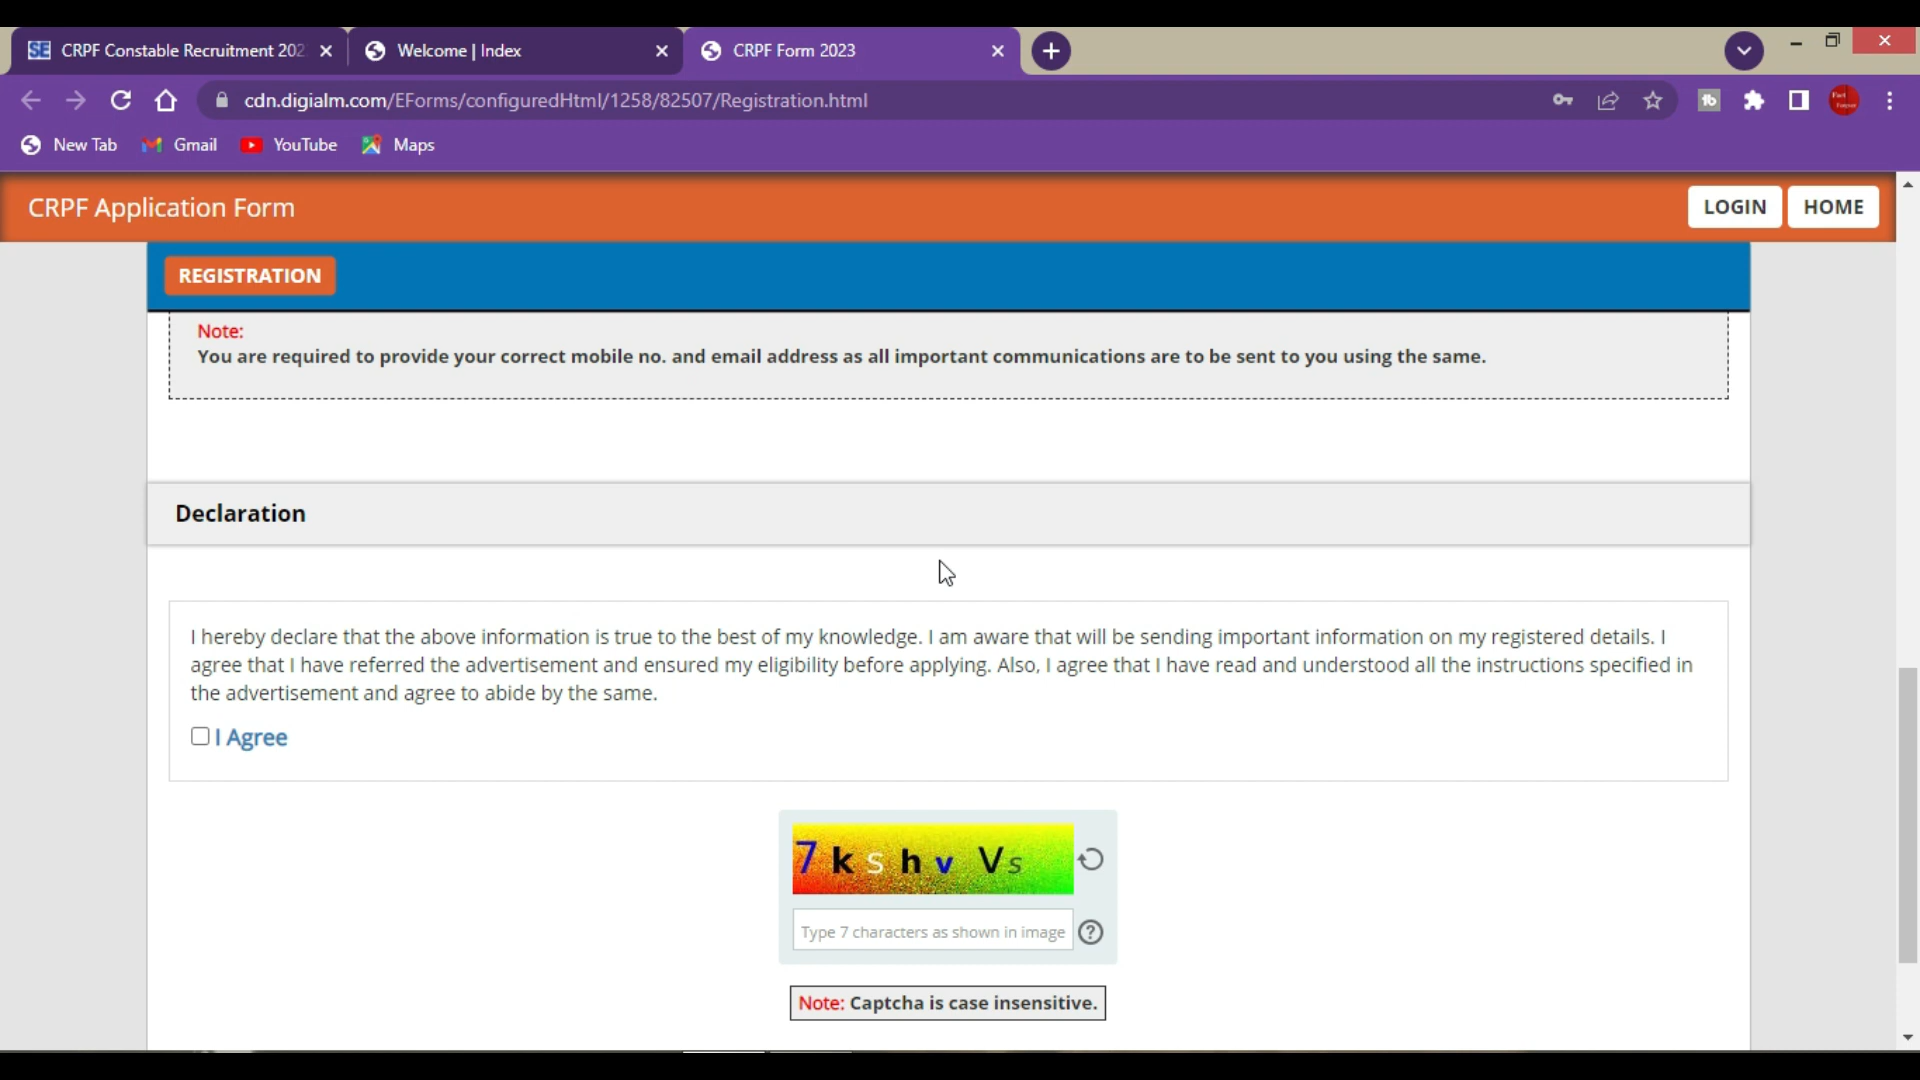 CRPF Constable Recruitment 202
Welcome | Index
CRPF Form 2023
cdn.digialm.com/EForms/configuredHtml/1258/82507/Registration.html
New Tab
Gmail
YouTube
Maps
CRPF Application Form
LOGIN
HOME
REGISTRATION
Note:
You are required to provide your correct mobile no. and email address as all important communications are to be sent to you using the same.
Declaration
I hereby declare that the above information is true to the best of my knowledge. I am aware that will be sending important information on my registered details. I
agree that I have referred the advertisement and ensured my eligibility before applying. Also, I agree that I have read and understood all the instructions specified in
the advertisement and agree to abide by the same.
I Agree
7 k s h v V s
Type 7 characters as shown in image
Note: Captcha is case insensitive.